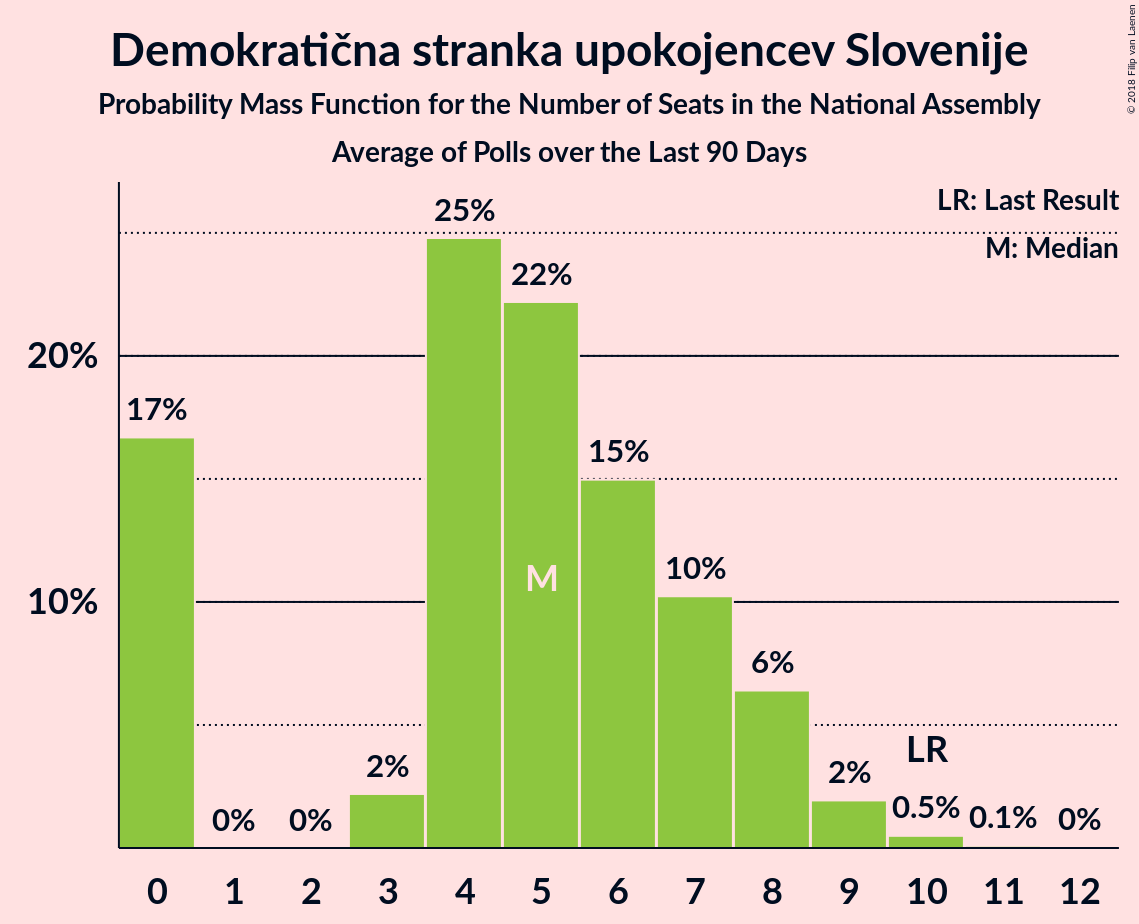 Demokratična stranka upokojencev Slovenije
Probability Mass Function for the Number of Seats in the National Assembly
Average of Polls over the Last 90 Days
© 2018 Filip van Laenen
LR: Last Result
M: Median
25%
22%
20%
17%
15%
M
10%
10%
6%
LR
2%
2%
0%
0%
0.5%
0.1%
0%
0 1 2 3 4 5 6 7 8 9 10 11 12